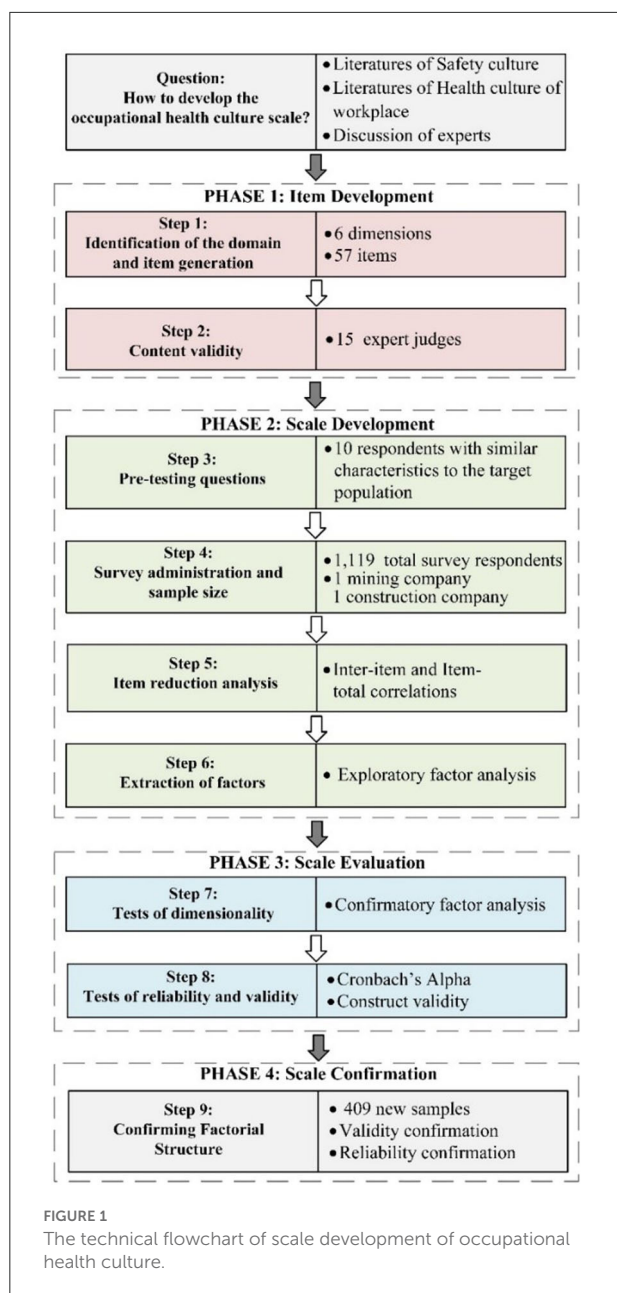 Question:
How to develop the
occupational health culture scale?
•Literatures of Safety culture
•Literatures of Health culture of
workplace
•Discussion of experts
PHASE 1: Item Development
Step 1:
Identification of the domain
and item generation
•6 dimensions
•57 items
Step 2:
Content validity
•15 expert judges
PHASE 2: Scale Development
Step 3:
Pre-testing questions
•10 respondents with similar
characteristics to the target
population
Step 4:
Survey administration and
sample size
•1,119 total survey respondents
•1 mining company
1 construction company
Step 5:
Item reduction analysis
•Inter-item and Item-
total correlations
Step 6:
Extraction of factors
• Exploratory factor analysis
PHASE 3: Scale Evaluation
Step 7:
Tests of dimensionality
•Confirmatory factor analysis
Step 8:
Tests of reliability and validity
•Cronbach's Alpha
•Construct validity
PHASE 4: Scale Confirmation
Step 9:
Confirming Factorial
Structure
• 409 new samples
•Validity confirmation
•Reliability confirmation
FIGURE 1
The technical flowchart of scale development of occupational
health culture.